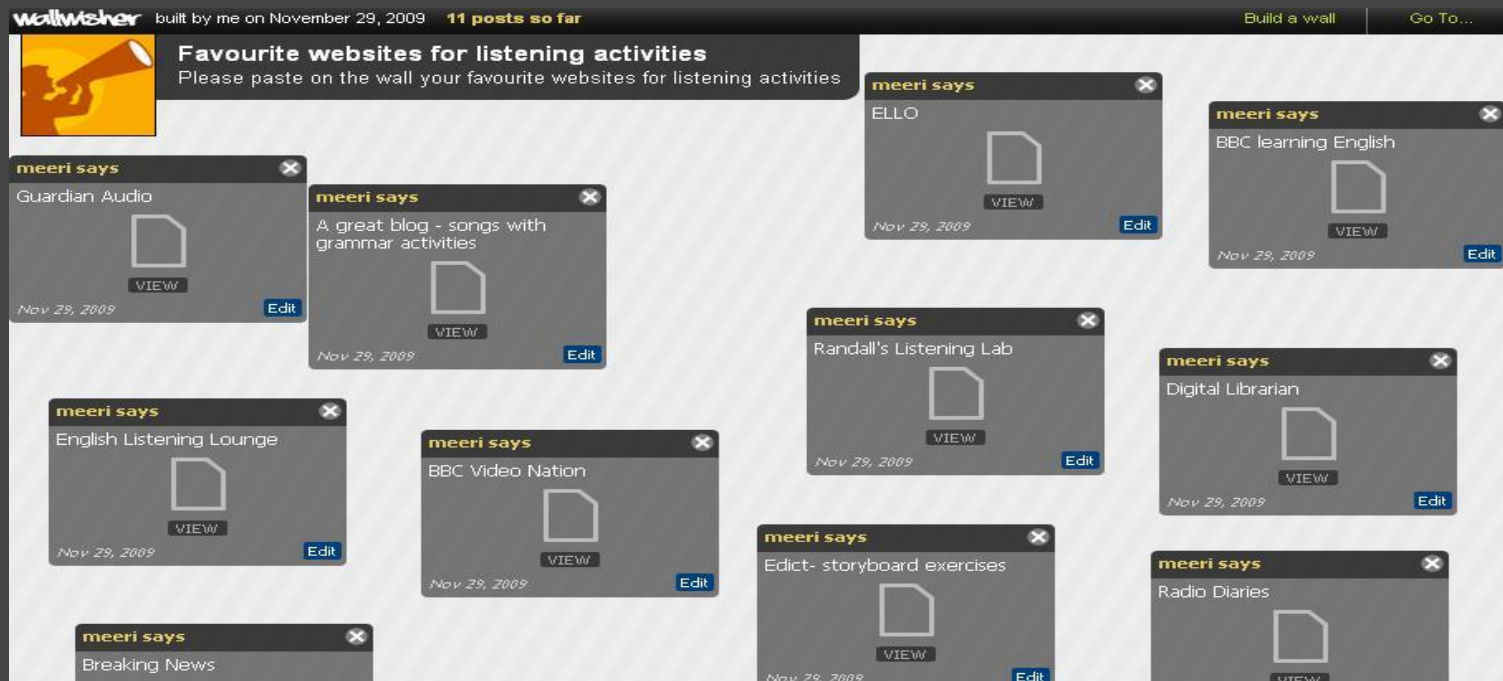 wallwisher built by me on November 29, 2009 11 posts so far Build a wall Go To...
Favourite websites for listening activities
Please paste on the wall your favourite websites for listening activities
meeri says
Guardian Audio
VIEW
Nov 29, 2009 Edit
meeri says
A great blog - songs with
grammar activities
VIEW
Nov 29, 2009 Edit
meeri says
ELLO
VIEW
Nov 29, 2009 Edit
meeri says
BBC learning English
VIEW
Nov 29, 2009 Edit
meeri says
English Listening Lounge
VIEW
Nov 29, 2009 Edit
meeri says
BBC Video Nation
VIEW
Nov 29, 2009 Edit
meeri says
Randall's Listening Lab
VIEW
Nov 29, 2009 Edit
meeri says
Digital Librarian
VIEW
Nov 29, 2009 Edit
meeri says
Breaking News
meeri says
Edict- storyboard exercises
VIEW
Nov 29, 2009 Edit
meeri says
Radio Diaries
VIEW